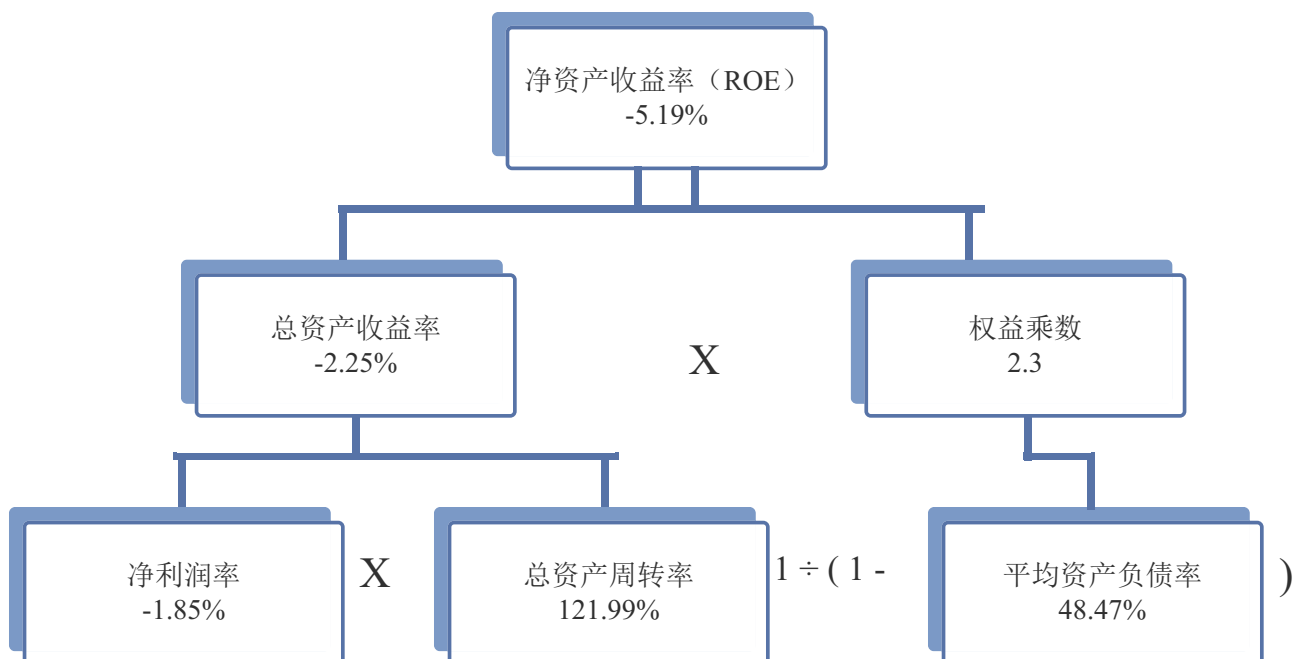 净资产收益率（ROE）
-5.19%
总资产收益率
-2.25%
X
权益乘数
2.3
净利润率
-1.85%
X
总资产周转率
121.99%
1 ÷ ( 1 -
平均资产负债率
48.47%
)